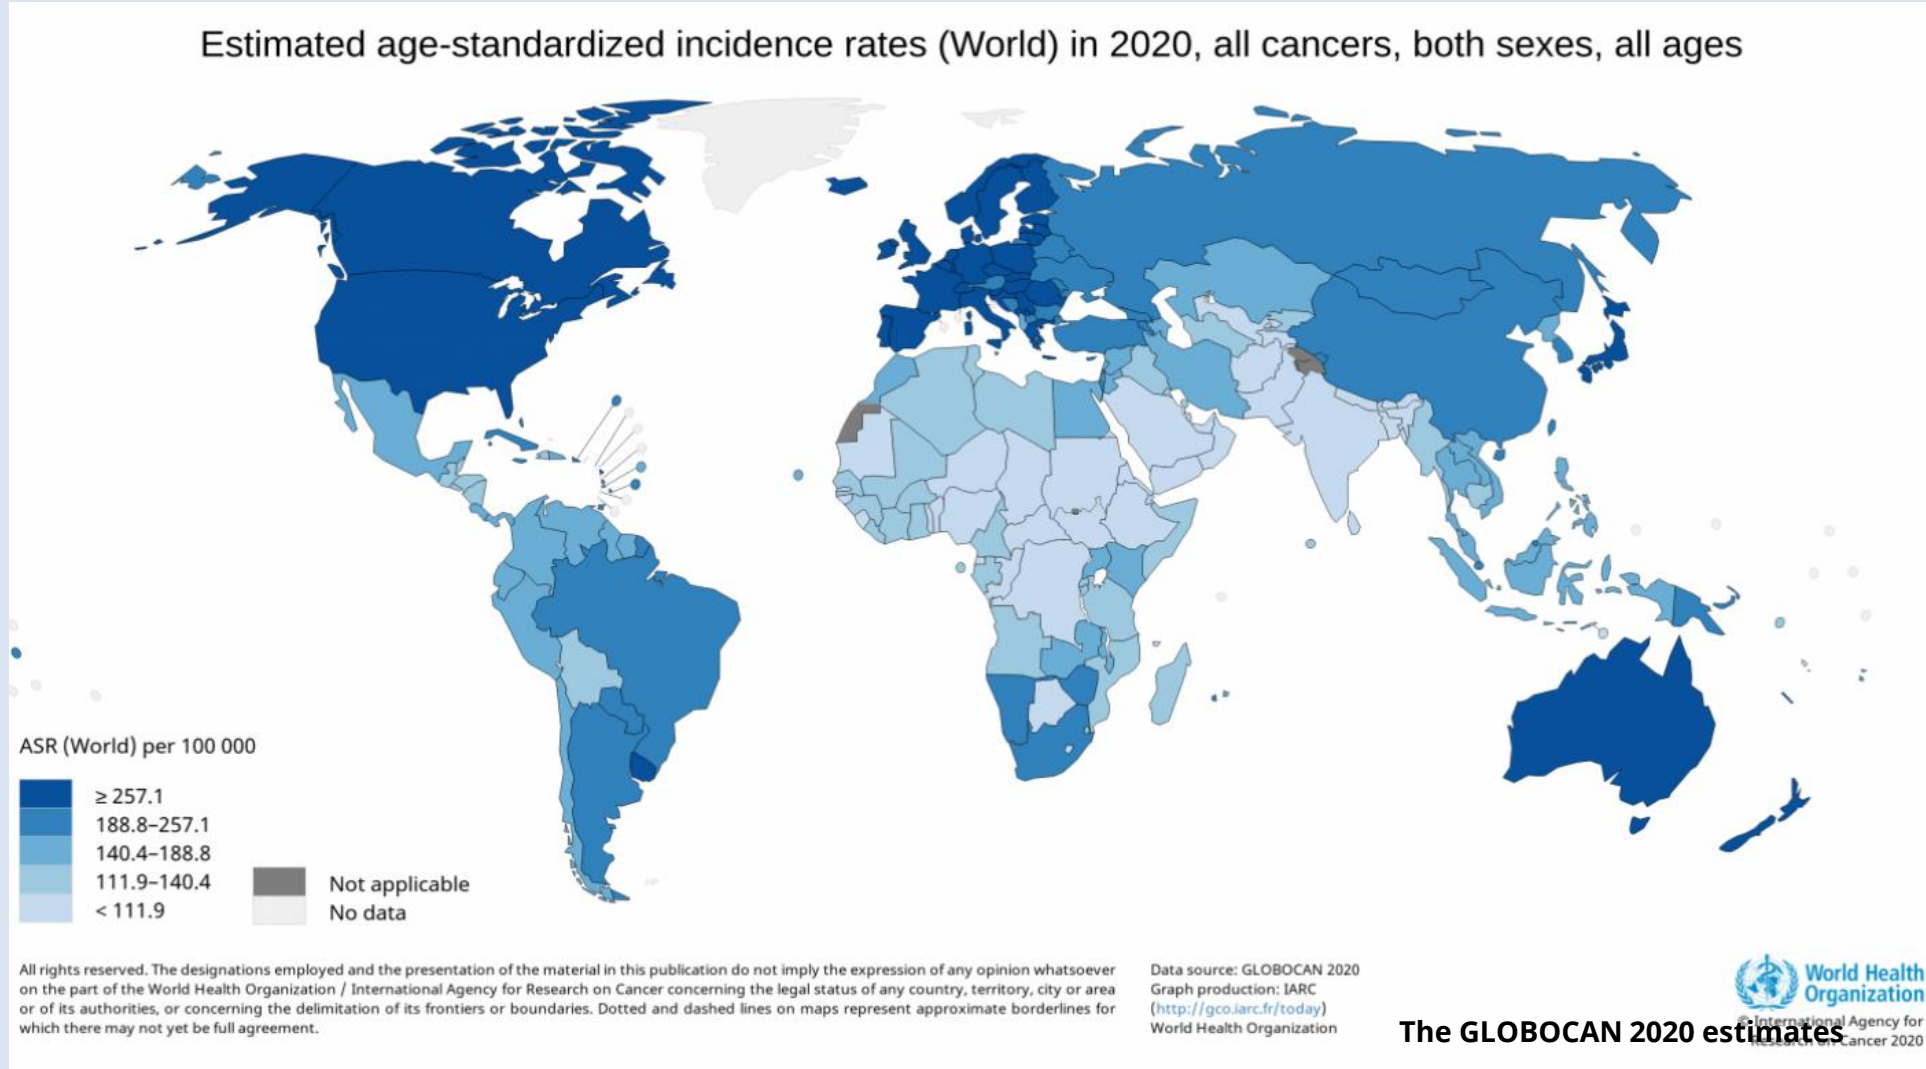 Estimated age-standardized incidence rates (World) in 2020, all cancers, both sexes, all ages
ASR (World) per 100 000
≥ 257.1
188.8–257.1
140.4–188.8
111.9–140.4
< 111.9
Not applicable
No data
All rights reserved. The designations employed and the presentation of the material in this publication do not imply the expression of any opinion whatsoever
on the part of the World Health Organization / International Agency for Research on Cancer concerning the legal status of any country, territory, city or area
or of its authorities, or concerning the delimitation of its frontiers or boundaries. Dotted and dashed lines on maps represent approximate borderlines for
which there may not yet be full agreement.
Data source: GLOBOCAN 2020
Graph production: IARC
(http://gco.iarc.fr/today)
World Health Organization
World Health
Organization
© International Agency for
Research on Cancer 2020
The GLOBOCAN 2020 estimates